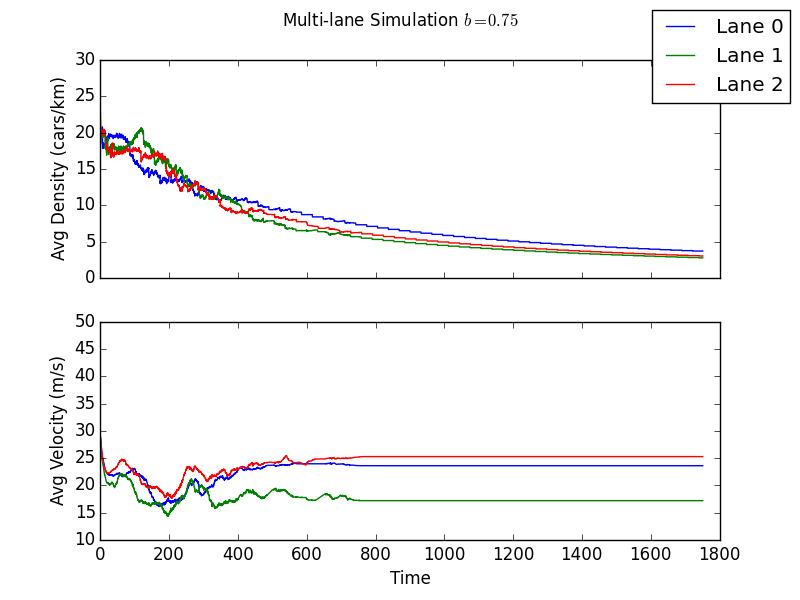 Multi-lane Simulation b = 0.75
Lane 0
Lane 1
Lane 2
30
25
20
15
10
5
0
Avg Density (cars/km)
50
45
40
35
30
25
20
15
10
Avg Velocity (m/s)
0 200 400 600 800 1000 1200 1400 1600 1800
Time